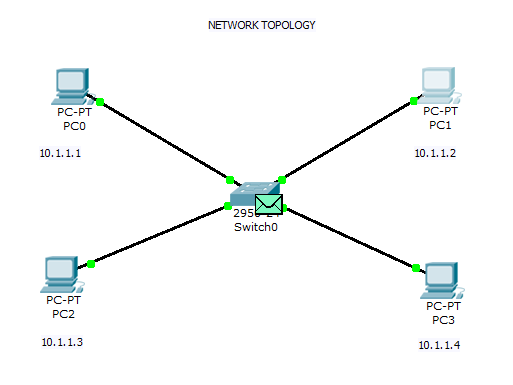 NETWORK TOPOLOGY
PC-PT
PC0
10.1.1.1
PC-PT
PC1
10.1.1.2
Switch0
PC-PT
PC2
10.1.1.3
PC-PT
PC3
10.1.1.4